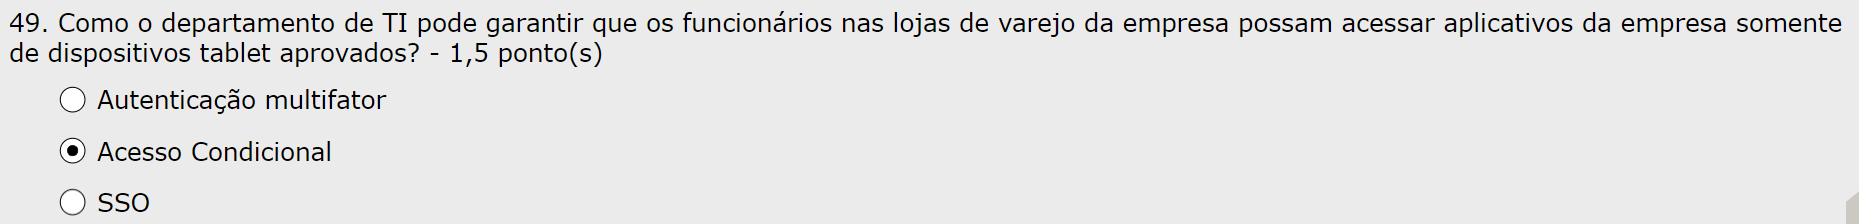 49. Como o departamento de TI pode garantir que os funcionários nas lojas de varejo da empresa possam acessar aplicativos da empresa somente
de dispositivos tablet aprovados? - 1,5 ponto(s)
Autenticação multifator
Acesso Condicional
SSO